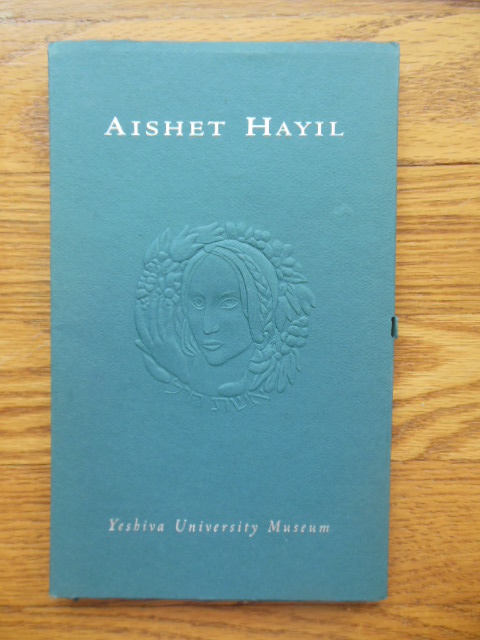 AISHET HAYIL
אשת חיל
Yeshiva University Museum